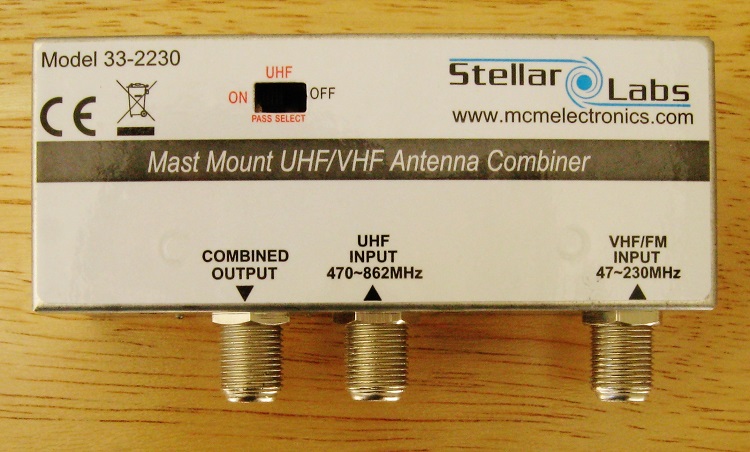 Model 33-2230
CE
UHF
ON OFF
PASS SELECT
Stellar Labs
www.mcmelectronics.com
Mast Mount UHF/VHF Antenna Combiner
COMBINED
OUTPUT
UHF
INPUT
470~862MHz
VHF/FM
INPUT
47~230MHz